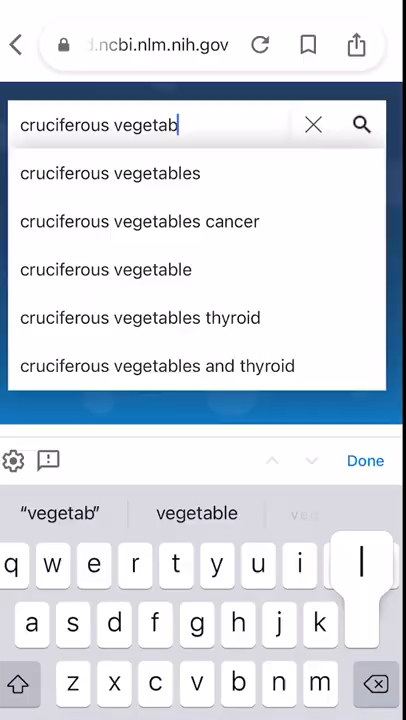 d.ncbi.nlm.nih.gov
cruciferous vegetab
cruciferous vegetables
cruciferous vegetables cancer
cruciferous vegetable
cruciferous vegetables thyroid
cruciferous vegetables and thyroid
Done
“vegetab” vegetable
q w e r t y u i
a s d f g h j k l
z x c v b n m